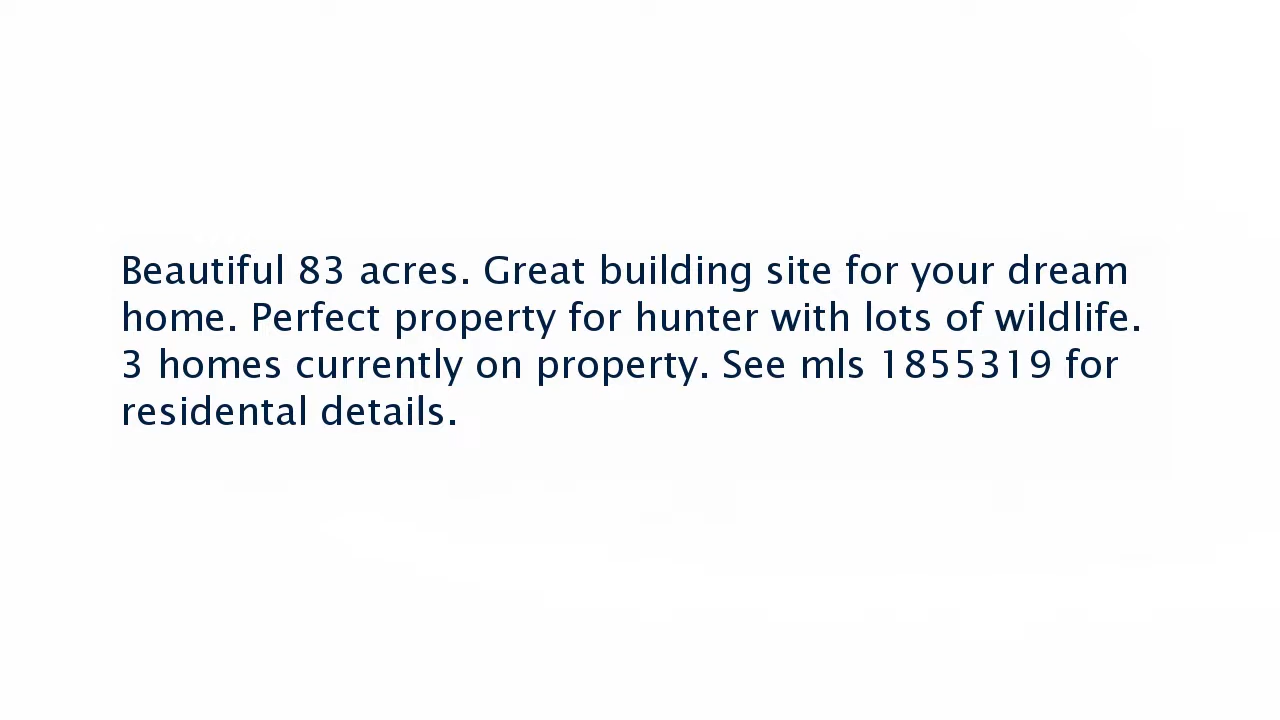 Beautiful 83 acres. Great building site for your dream
home. Perfect property for hunter with lots of wildlife.
3 homes currently on property. See mls 1855319 for
residental details.